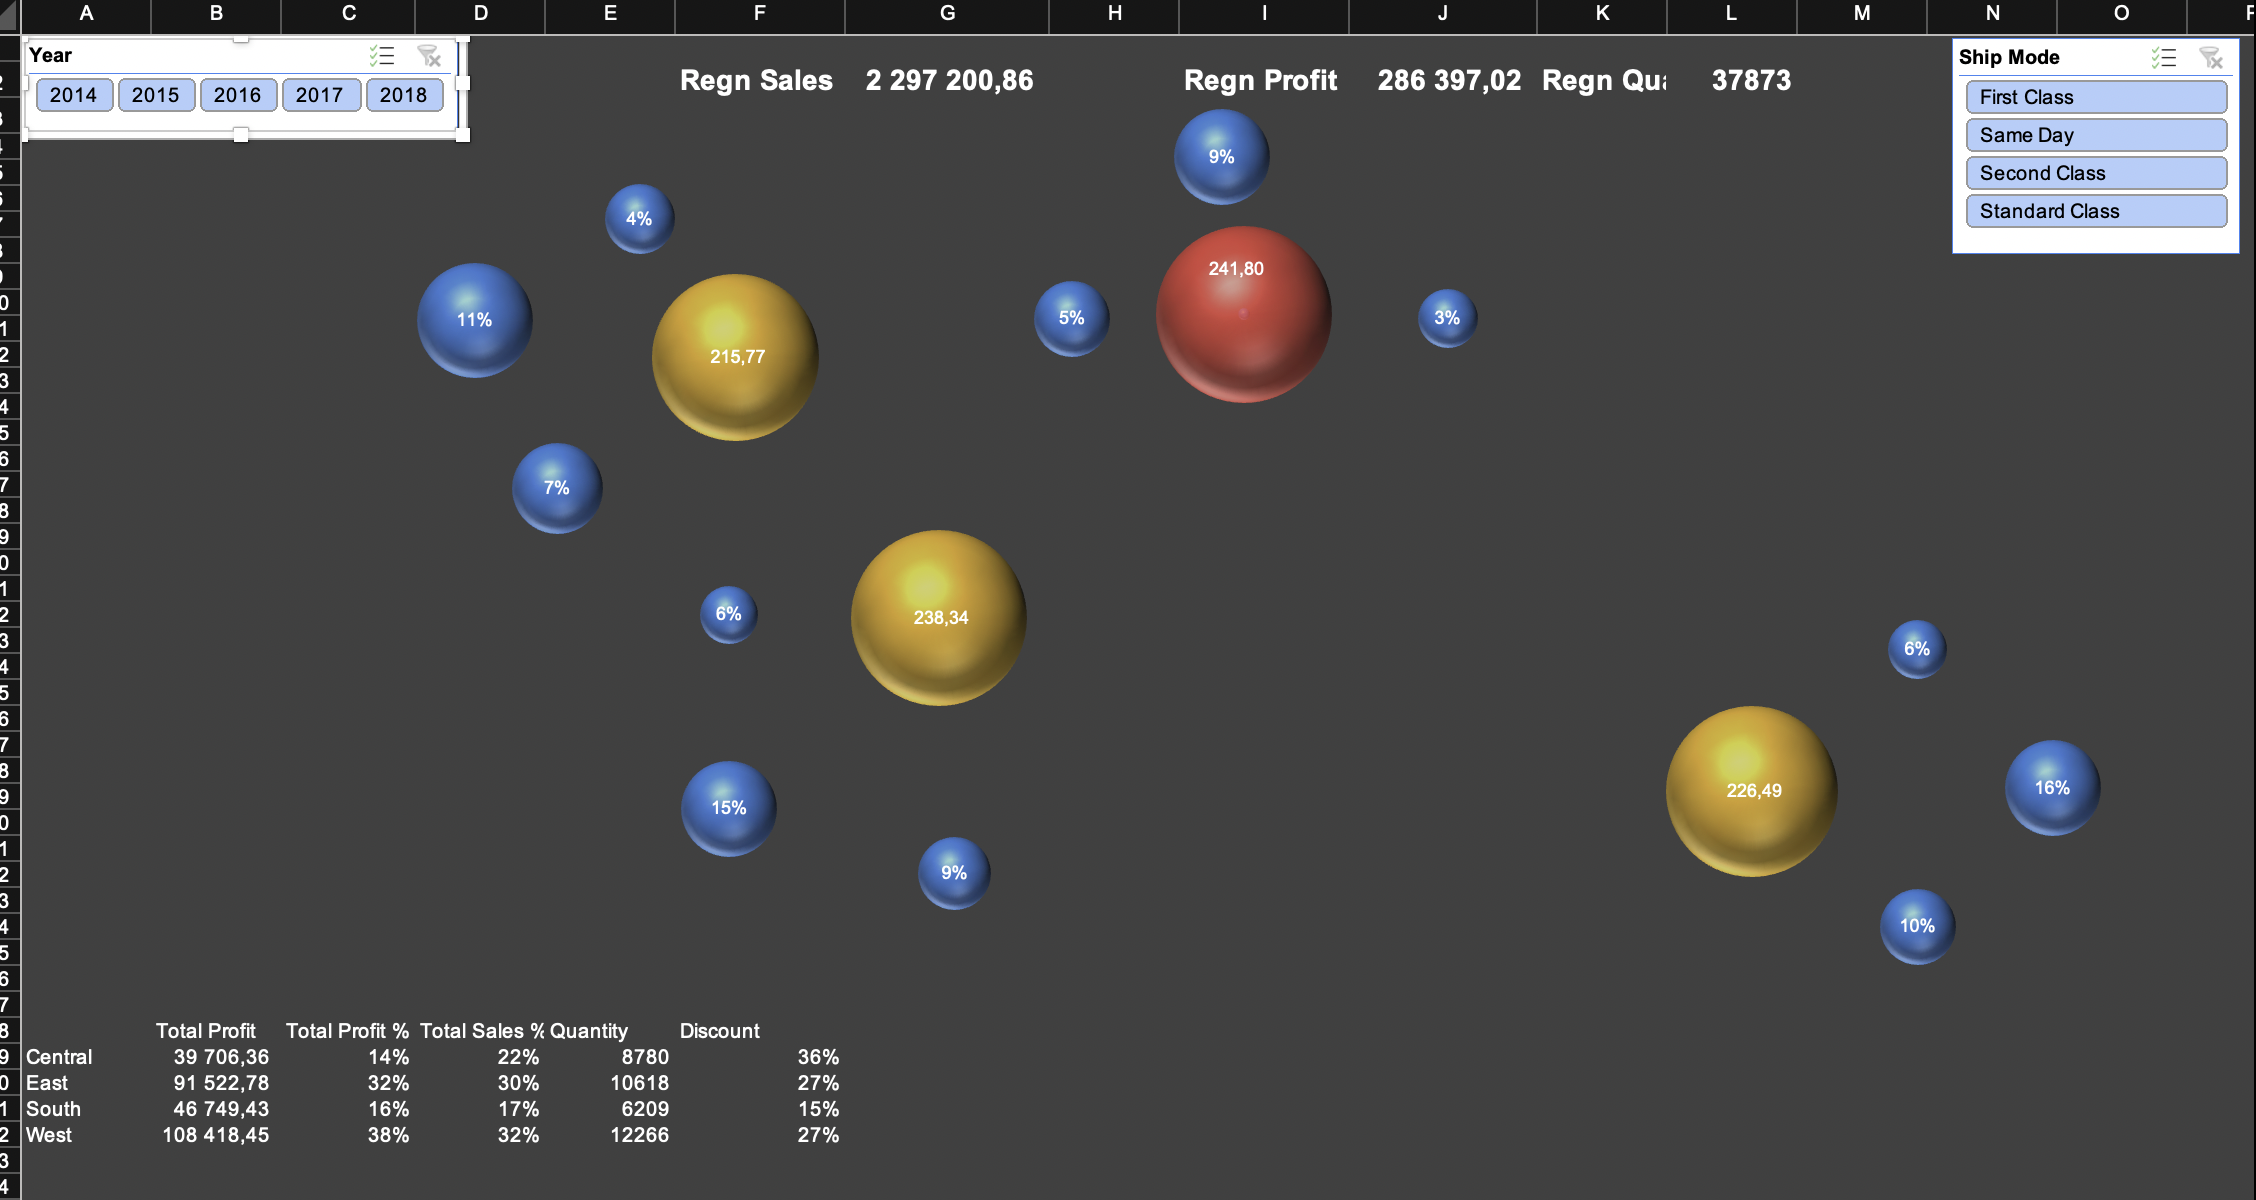 A B C D E F G H I J K L M N O
Year
2014 2015 2016 2017 2018
Regn Sales 2 297 200,86 Regn Profit 286 397,02 Regn Qua 37873
Ship Mode
First Class
Same Day
Second Class
Standard Class
9%
4%
241,80
11%
5%
3%
215,77
7%
6%
238,34
6%
226,49
16%
15%
9%
10%
Total Profit Total Profit % Total Sales % Quantity Discount
Central 39 706,36 14% 22% 8780 36%
East 91 522,78 32% 30% 10618 27%
South 46 749,43 16% 17% 6209 15%
West 108 418,45 38% 32% 12266 27%